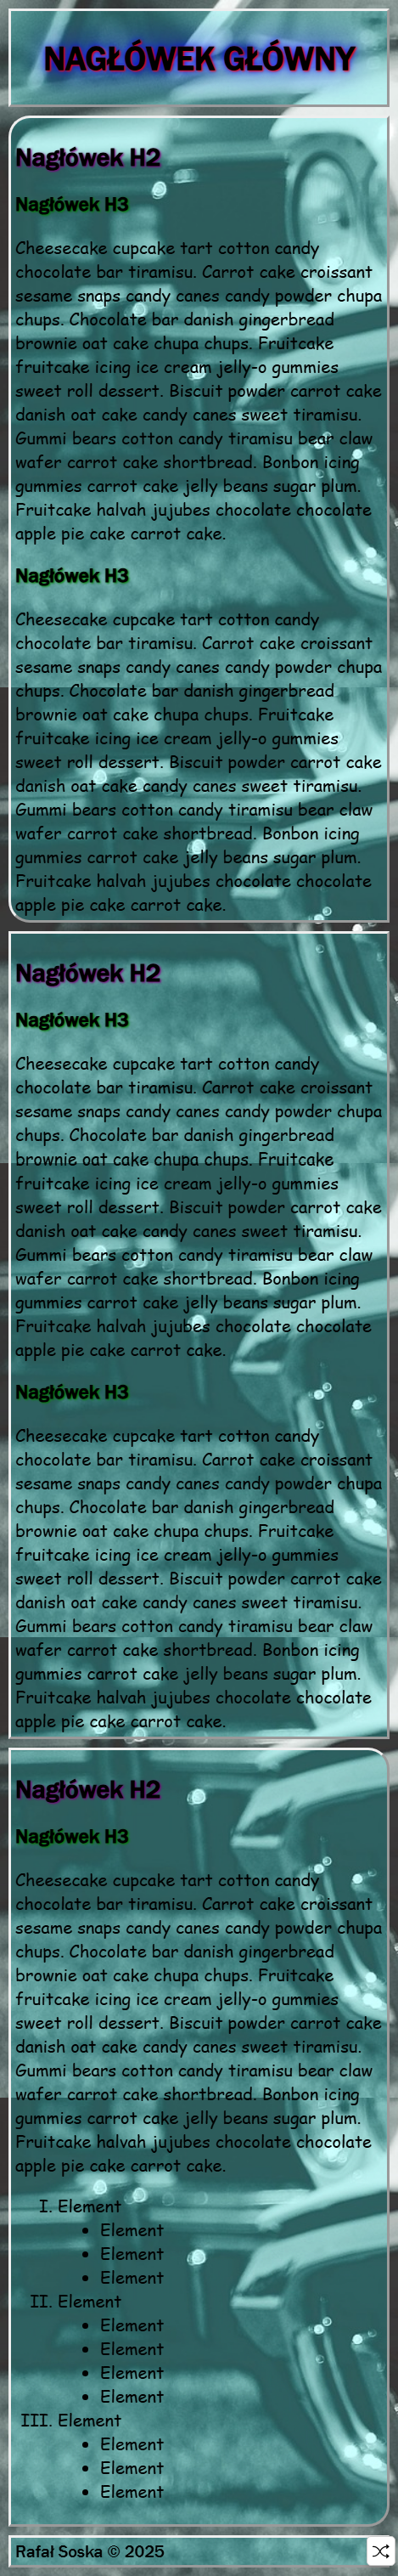 NAGŁÓWEK GŁÓWNY
Nagłówek H2
Nagłówek H3
Cheesecake cupcake tart cotton candy
chocolate bar tiramisu. Carrot cake croissant
sesame snaps candy canes candy powder chupa
chups. Chocolate bar danish gingerbread
brownie oat cake chupa chups. Fruitcake
fruitcake icing ice cream jelly-o gummies
sweet roll dessert. Biscuit powder carrot cake
danish oat cake candy canes sweet tiramisu.
Gummi bears cotton candy tiramisu bear claw
wafer carrot cake shortbread. Bonbon icing
gummies carrot cake jelly beans sugar plum.
Fruitcake halvah jujubes chocolate chocolate
apple pie cake carrot cake.
Nagłówek H3
Cheesecake cupcake tart cotton candy
chocolate bar tiramisu. Carrot cake croissant
sesame snaps candy canes candy powder chupa
chups. Chocolate bar danish gingerbread
brownie oat cake chupa chups. Fruitcake
fruitcake icing ice cream jelly-o gummies
sweet roll dessert. Biscuit powder carrot cake
danish oat cake candy canes sweet tiramisu.
Gummi bears cotton candy tiramisu bear claw
wafer carrot cake shortbread. Bonbon icing
gummies carrot cake jelly beans sugar plum.
Fruitcake halvah jujubes chocolate chocolate
apple pie cake carrot cake.
Nagłówek H2
Nagłówek H3
Cheesecake cupcake tart cotton candy
chocolate bar tiramisu. Carrot cake croissant
sesame snaps candy canes candy powder chupa
chups. Chocolate bar danish gingerbread
brownie oat cake chupa chups. Fruitcake
fruitcake icing ice cream jelly-o gummies
sweet roll dessert. Biscuit powder carrot cake
danish oat cake candy canes sweet tiramisu.
Gummi bears cotton candy tiramisu bear claw
wafer carrot cake shortbread. Bonbon icing
gummies carrot cake jelly beans sugar plum.
Fruitcake halvah jujubes chocolate chocolate
apple pie cake carrot cake.
Nagłówek H3
Cheesecake cupcake tart cotton candy
chocolate bar tiramisu. Carrot cake croissant
sesame snaps candy canes candy powder chupa
chups. Chocolate bar danish gingerbread
brownie oat cake chupa chups. Fruitcake
fruitcake icing ice cream jelly-o gummies
sweet roll dessert. Biscuit powder carrot cake
danish oat cake candy canes sweet tiramisu.
Gummi bears cotton candy tiramisu bear claw
wafer carrot cake shortbread. Bonbon icing
gummies carrot cake jelly beans sugar plum.
Fruitcake halvah jujubes chocolate chocolate
apple pie cake carrot cake.
Nagłówek H2
Nagłówek H3
Cheesecake cupcake tart cotton candy
chocolate bar tiramisu. Carrot cake croissant
sesame snaps candy canes candy powder chupa
chups. Chocolate bar danish gingerbread
brownie oat cake chupa chups. Fruitcake
fruitcake icing ice cream jelly-o gummies
sweet roll dessert. Biscuit powder carrot cake
danish oat cake candy canes sweet tiramisu.
Gummi bears cotton candy tiramisu bear claw
wafer carrot cake shortbread. Bonbon icing
gummies carrot cake jelly beans sugar plum.
Fruitcake halvah jujubes chocolate chocolate
apple pie cake carrot cake.
I. Element
• Element
• Element
• Element
II. Element
• Element
• Element
• Element
• Element
III. Element
• Element
• Element
• Element
Rafał Soska © 2025